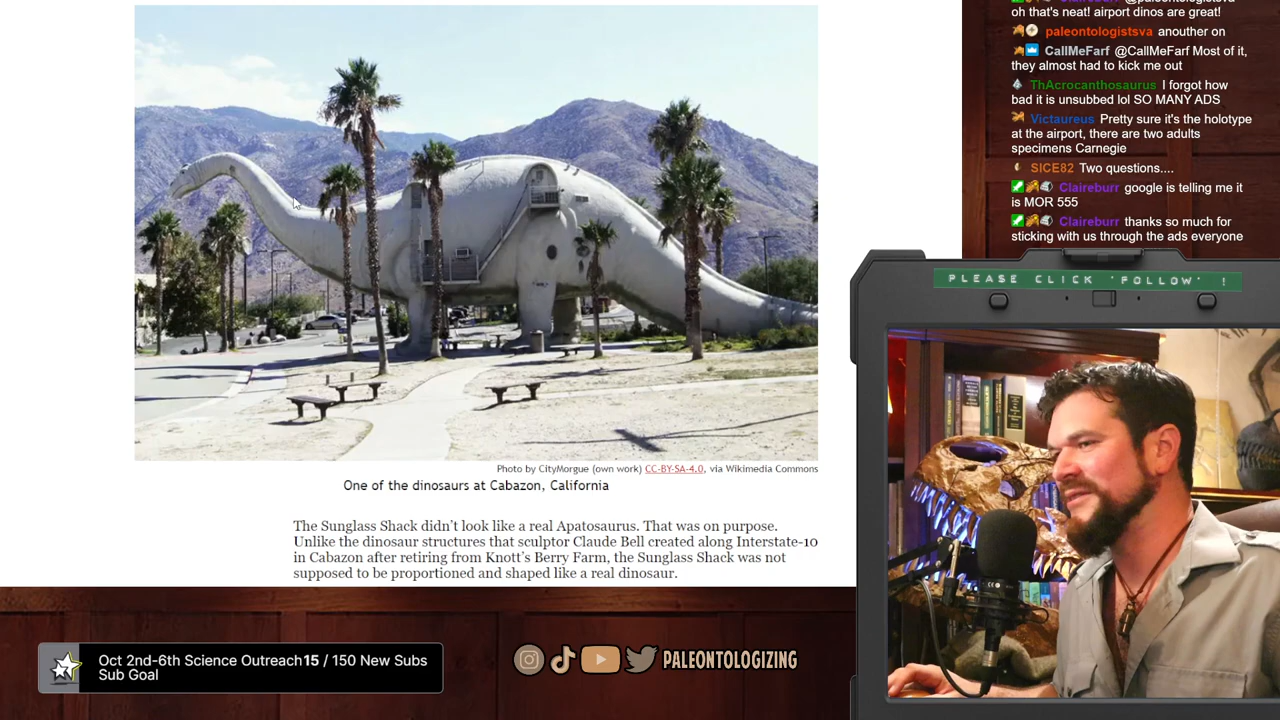 oh that's neat! airport dinos are great!
paleontologistsva anouther on
CallMeFarf @CallMeFarf Most of it,
they almost had to kick me out
ThAcrocanthosaurus I forgot how
bad it is unsubbed lol SO MANY ADS
Victaureus Pretty sure it's the holotype
at the airport, there are two adults
specimens Carnegie
SICE82 Two questions....
Claireburr google is telling me it
is MOR 555
Claireburr thanks so much for
sticking with us through the ads everyone
PLEASE CLICK 'FOLLOW' !
Photo by CityMorgue (own work) CC-BY-SA-4.0, via Wikimedia Commons
One of the dinosaurs at Cabazon, California
The Sunglass Shack didn't look like a real Apatosaurus. That was on purpose.
Unlike the dinosaur structures that sculptor Claude Bell created along Interstate-10
in Cabazon after retiring from Knott's Berry Farm, the Sunglass Shack was not
supposed to be proportioned and shaped like a real dinosaur.
Oct 2nd-6th Science Outreach 15 / 150 New Subs
Sub Goal
PALEONTOLOGIZING